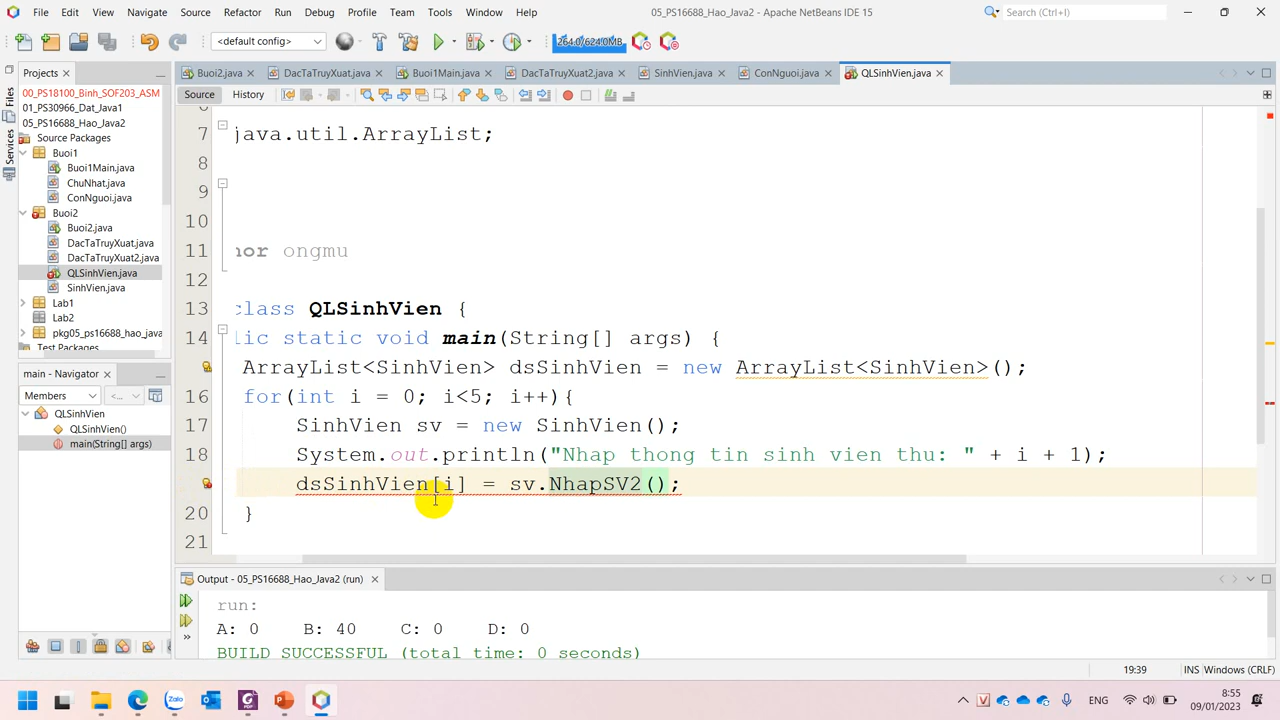 File Edit View Navigate Source Refactor Run Debug Profile Team Tools Window Help 05_PS16688_Hao_Java2 - Apache NetBeans IDE 15 Search (Ctrl+I)
<default config> 264.0/624.0MB
Projects
Buoi2.java DacTaTruyXuat.java Buoi1Main.java DacTaTruyXuat2.java SinhVien.java ConNguoi.java QLSinhVien.java
Files
Services
00_PS18100_Binh_SOF203_ASM
01_PS30966_Dat_Java1
05_PS16688_Hao_Java2
Source Packages
Buoi1
Buoi1Main.java
ChuNhat.java
ConNguoi.java
Buoi2
Buoi2.java
DacTaTruyXuat.java
DacTaTruyXuat2.java
QLSinhVien.java
SinhVien.java
Lab1
Lab2
pkg05_ps16688_hao_java
Test Packages
Source History
7 java.util.ArrayList;
8
9
10
11 nor ongmu
12
13 class QLSinhVien {
14 lic static void main(String[] args) {
ArrayList<SinhVien> dsSinhVien = new ArrayList<SinhVien>();
16 for(int i = 0; i<5; i++){
17 SinhVien sv = new SinhVien();
18 System.out.println("Nhap thong tin sinh vien thu: " + i + 1);
dsSinhVien[i] = sv.NhapSV2();
20 }
21
main - Navigator
Members <...>
QLSinhVien
QLSinhVien()
main(String[] args)
Output - 05_PS16688_Hao_Java2 (run)
run:
A: 0 B: 40 C: 0 D: 0
BUILD SUCCESSFUL (total time: 0 seconds)
19:39 INS Windows (CRLF)
Zalo ENG 8:55
09/01/2023